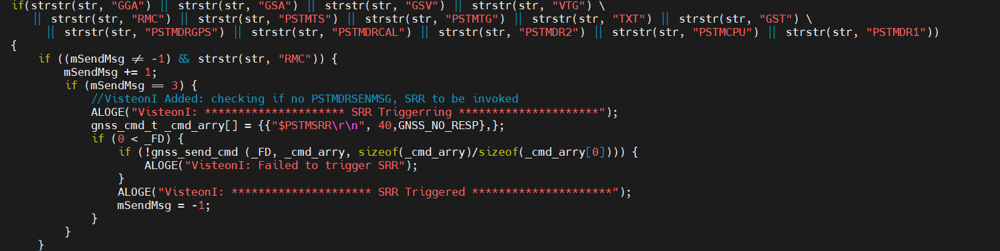 if(strstr(str, "GGA") || strstr(str, "GSA") || strstr(str, "GSV") || strstr(str, "VTG") \
|| strstr(str, "RMC") || strstr(str, "PSTMTS") || strstr(str, "PSTMTG") || strstr(str, "TXT") || strstr(str, "GST") \
|| strstr(str, "PSTMDRGPS") || strstr(str, "PSTMDRCAL") || strstr(str, "PSTMDR2") || strstr(str, "PSTMCPU") || strstr(str, "PSTMDR1"))
{
if ((mSendMsg != -1) && strstr(str, "RMC")) {
mSendMsg += 1;
if (mSendMsg == 3) {
//VisteonI Added: checking if no PSTMDRSENMSG, SRR to be invoked
ALOGE("VisteonI: ********************* SRR Triggerring *********************");
gnss_cmd_t _cmd_arry[] = {{"$PSTMSRR\r\n", 40,GNSS_NO_RESP},};
if (0 < _FD) {
if (!gnss_send_cmd (_FD, _cmd_arry, sizeof(_cmd_arry)/sizeof(_cmd_arry[0]))) {
ALOGE("VisteonI: Failed to trigger SRR");
}
ALOGE("VisteonI: ********************* SRR Triggered *********************");
mSendMsg = -1;
}
}
}